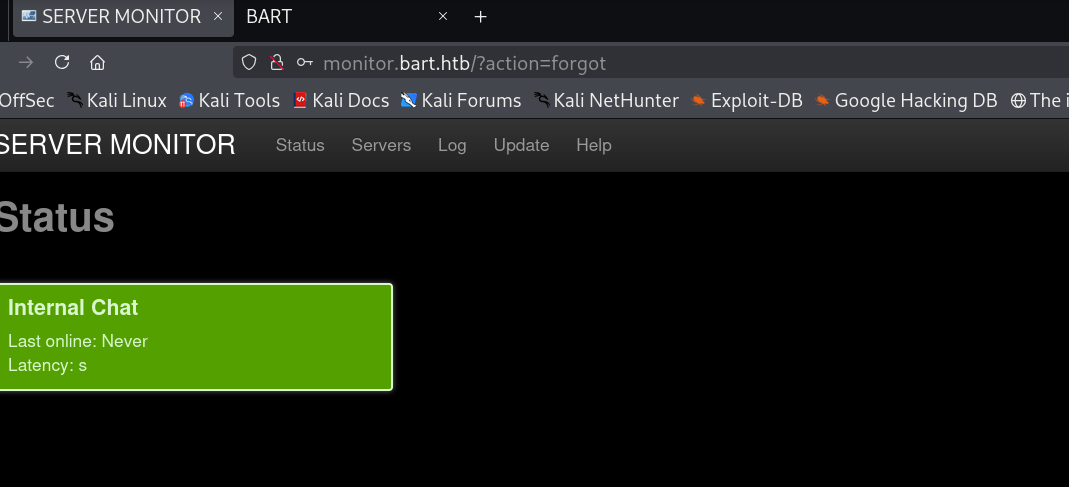 SERVER MONITOR × BART × +
monitor.bart.htb/?action=forgot
OffSec Kali Linux Kali Tools Kali Docs Kali Forums Kali NetHunter Exploit-DB Google Hacking DB The
SERVER MONITOR Status Servers Log Update Help
Status
Internal Chat
Last online: Never
Latency: s